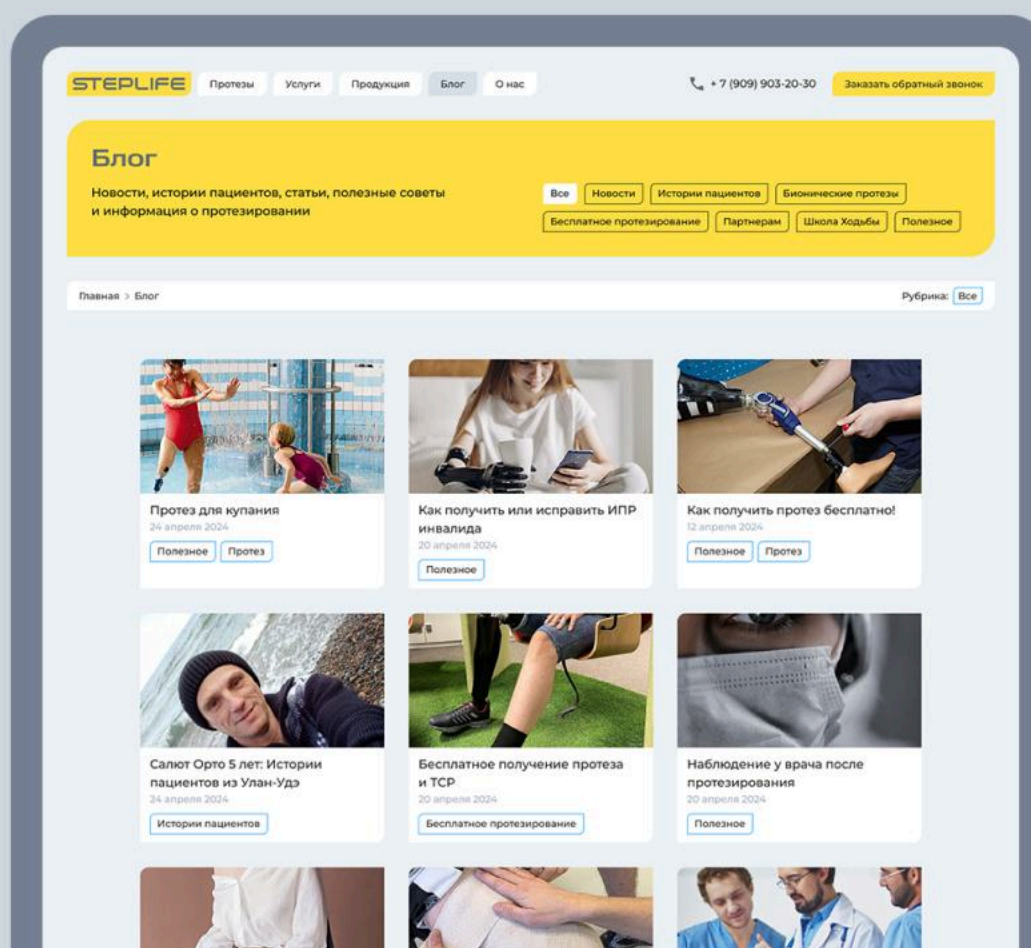 STEPLIFE
Протезы
Услуги
Продукция
Блог
О нас
+ 7 (909) 903-20-30
Заказать обратный звонок
Блог
Новости, истории пациентов, статьи, полезные советы
и информация о протезировании
Все
Новости
Истории пациентов
Бионические протезы
Бесплатное протезирование
Партнерам
Школа Ходьбы
Полезное
Главная > Блог
Рубрика: Все
Протез для купания
24 апреля 2024
Полезное
Протез
Как получить или исправить ИПР
инвалида
20 апреля 2024
Полезное
Как получить протез бесплатно!
12 апреля 2024
Полезное
Протез
Салют Орто 5 лет: Истории
пациентов из Улан-Удэ
24 апреля 2024
Истории пациентов
Бесплатное получение протеза
и ТСР
20 апреля 2024
Бесплатное протезирование
Наблюдение у врача после
протезирования
20 апреля 2024
Полезное